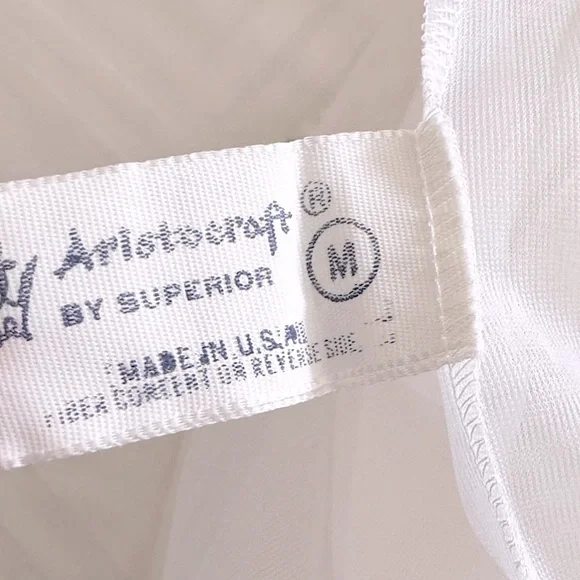 Aristocraft ®
BY SUPERIOR
M
MADE IN U.S.A.
FIBER CONTENT ON REVERSE SIDE